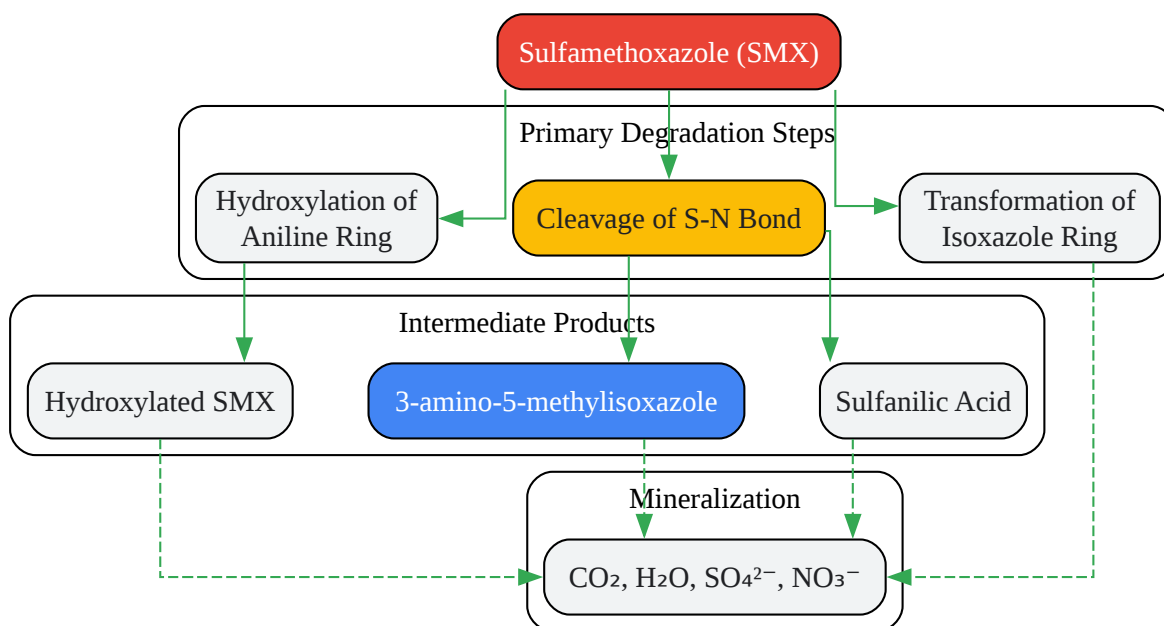 Sulfamethoxazole (SMX)
Primary Degradation Steps
Hydroxylation of
Aniline Ring
Cleavage of S-N Bond
Transformation of
Isoxazole Ring
Intermediate Products
Hydroxylated SMX
3-amino-5-methylisoxazole
Sulfanilic Acid
Mineralization
CO₂, H₂O, SO₄²⁻, NO₃⁻